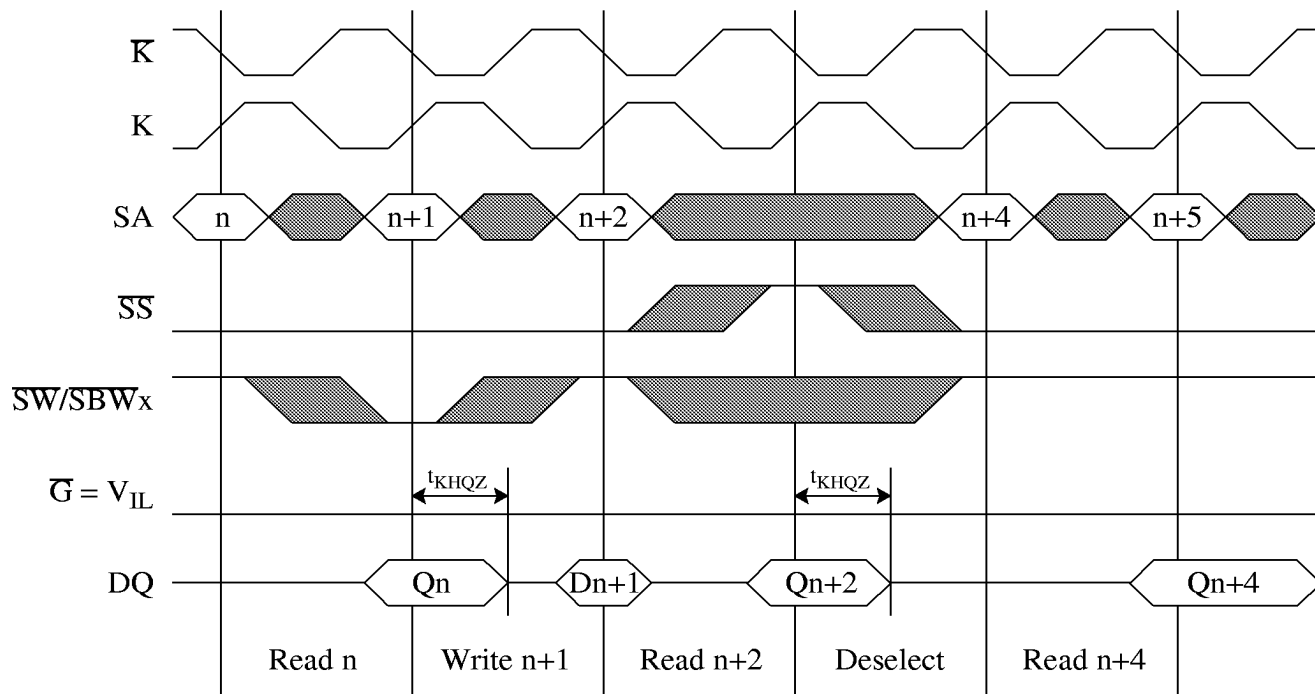 K̅
K
SA n n+1 n+2 n+4 n+5
S̅S̅
S̅W̅/S̅B̅W̅x
tKHQZ tKHQZ
G̅ = VIL
DQ Qn Dn+1 Qn+2 Qn+4
Read n Write n+1 Read n+2 Deselect Read n+4